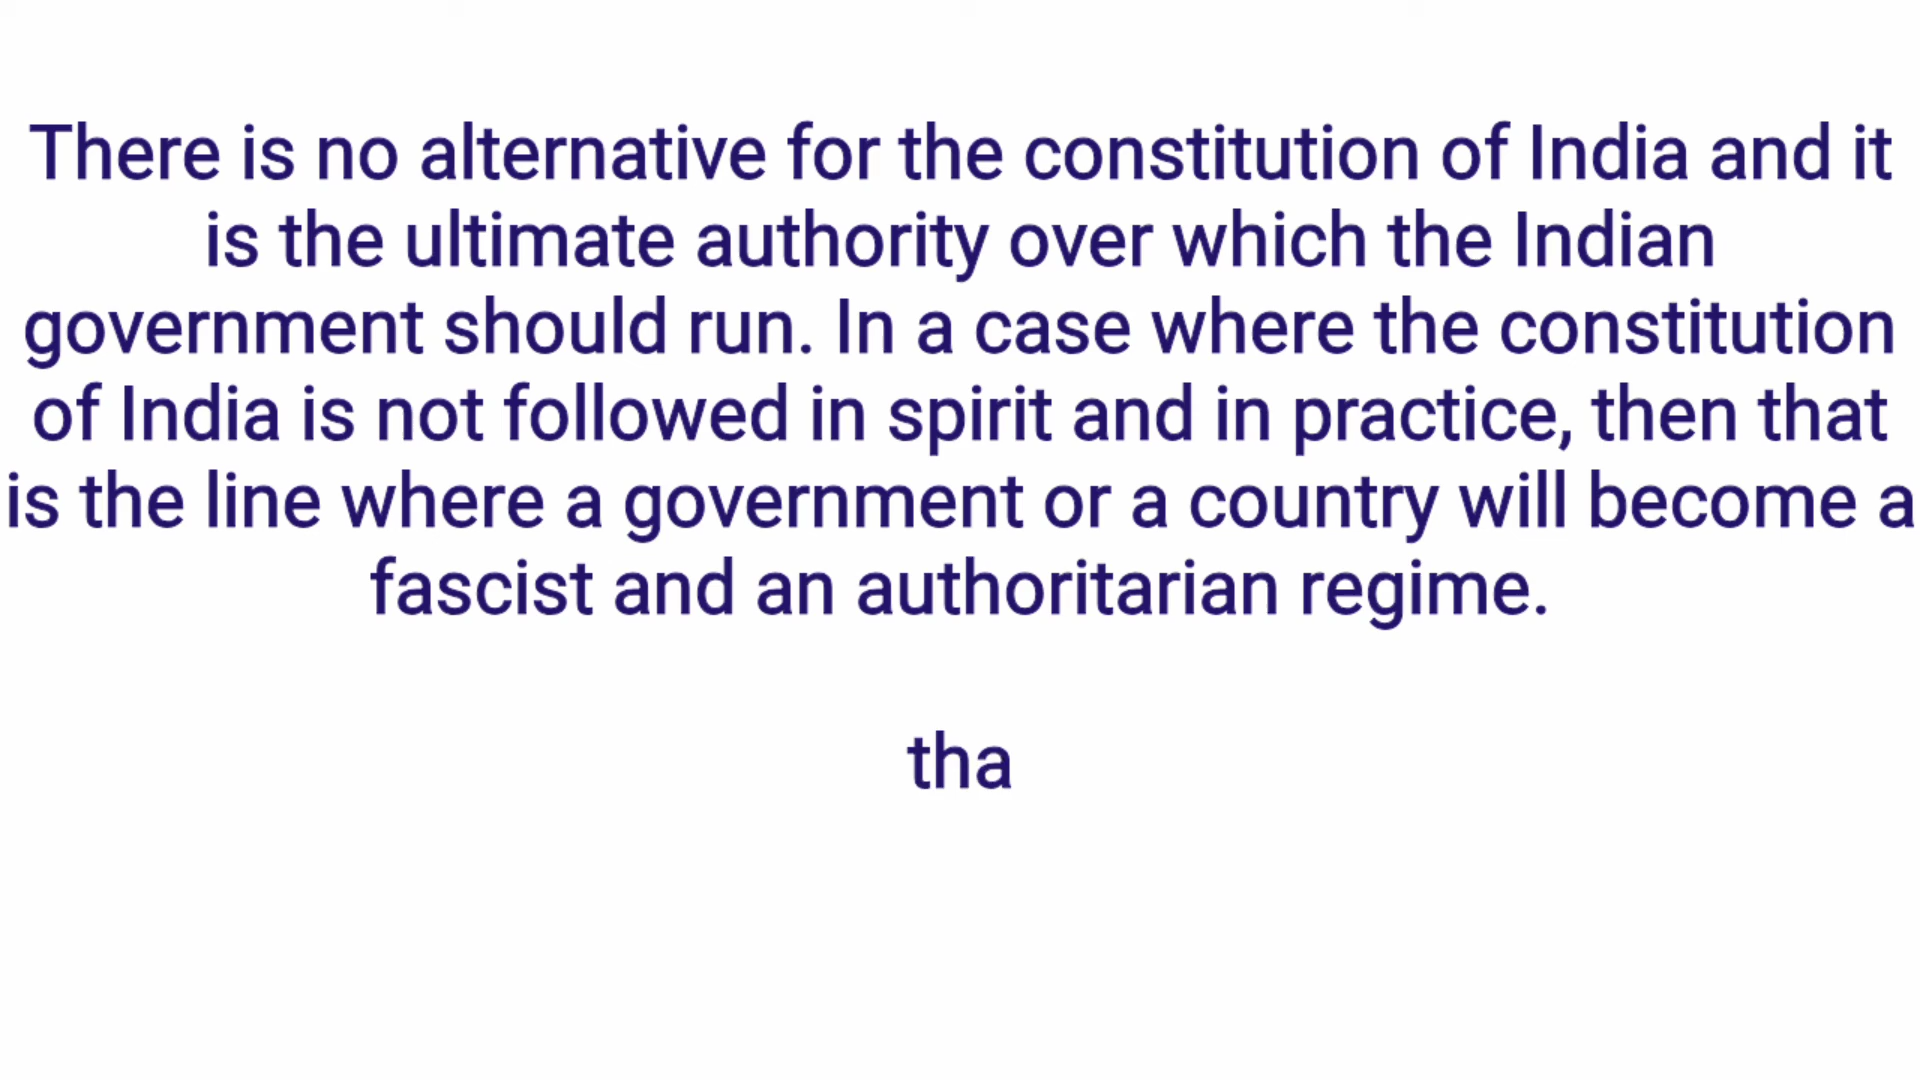 There is no alternative for the constitution of India and it
is the ultimate authority over which the Indian
government should run. In a case where the constitution
of India is not followed in spirit and in practice, then that
is the line where a government or a country will become a
fascist and an authoritarian regime.
tha